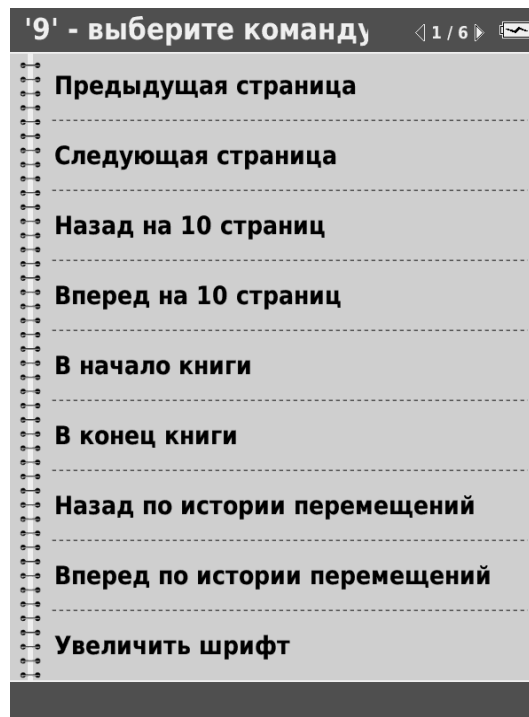 '9' - выберите команду
1 / 6
Предыдущая страница
Следующая страница
Назад на 10 страниц
Вперед на 10 страниц
В начало книги
В конец книги
Назад по истории перемещений
Вперед по истории перемещений
Увеличить шрифт